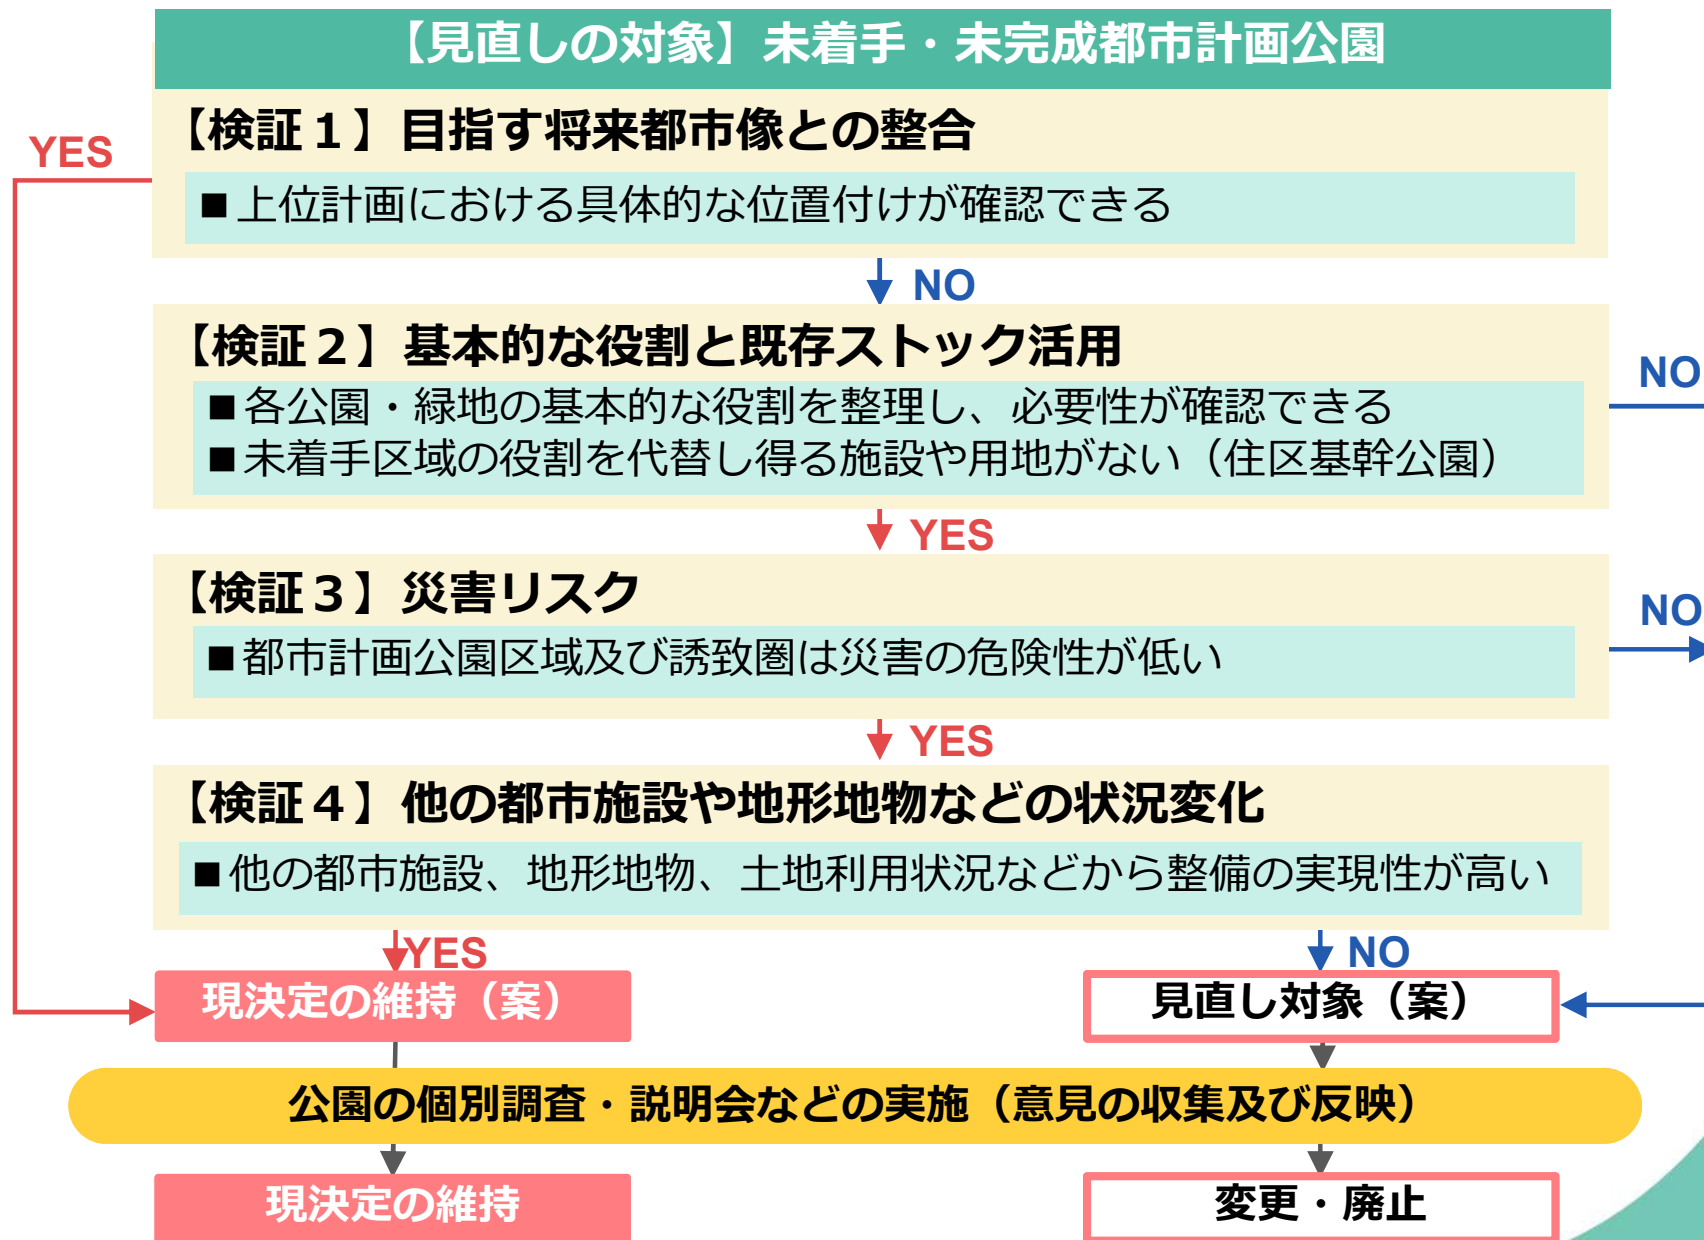 【見直しの対象】未着手・未完成都市計画公園
【検証１】目指す将来都市像との整合
YES
■上位計画における具体的な位置付けが確認できる
NO
【検証２】基本的な役割と既存ストック活用
NO
■各公園・緑地の基本的な役割を整理し、必要性が確認できる
■未着手区域の役割を代替し得る施設や用地がない（住区基幹公園）
YES
【検証３】災害リスク
NO
■都市計画公園区域及び誘致圏は災害の危険性が低い
YES
【検証４】他の都市施設や地形地物などの状況変化
■他の都市施設、地形地物、土地利用状況などから整備の実現性が高い
YES
NO
現決定の維持（案）
見直し対象（案）
公園の個別調査・説明会などの実施（意見の収集及び反映）
現決定の維持
変更・廃止